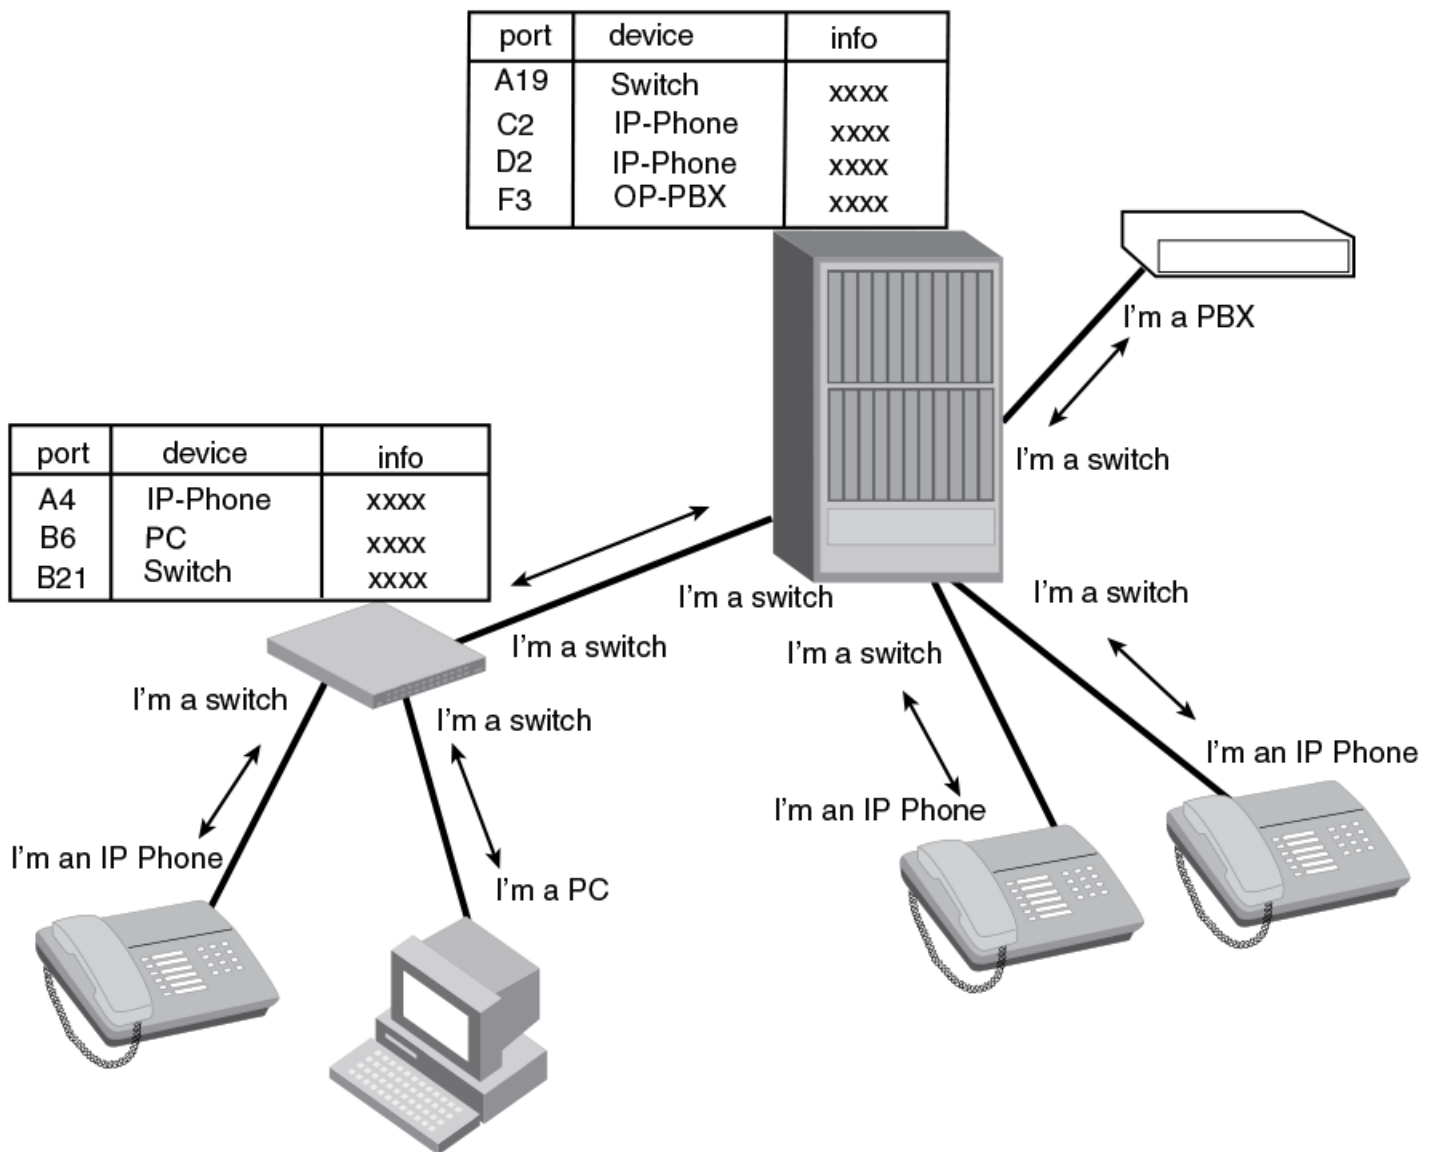 port device info
A19 Switch xxxx
C2 IP-Phone xxxx
D2 IP-Phone xxxx
F3 OP-PBX xxxx
I'm a PBX
I'm a switch
port device info
A4 IP-Phone xxxx
B6 PC xxxx
B21 Switch xxxx
I'm a switch
I'm a switch
I'm a switch
I'm a switch
I'm a switch
I'm a switch
I'm an IP Phone
I'm an IP Phone
I'm an IP Phone
I'm a PC